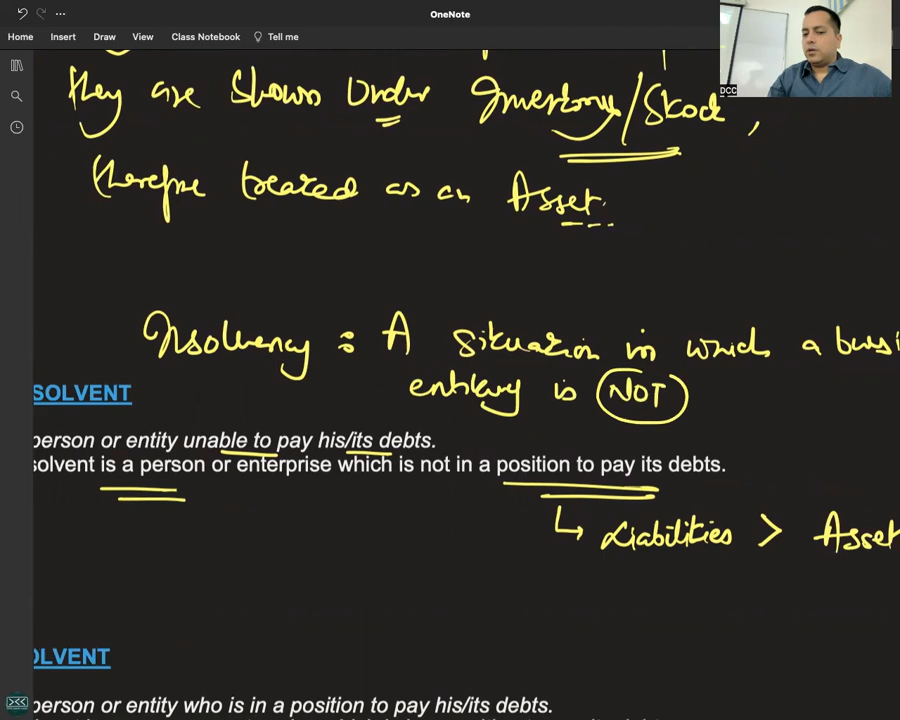 OneNote
Home Insert Draw View Class Notebook Tell me
DCC
they are shown under Inventory/Stock,
therefore treated as an Asset.
Insolvency : A situation in which a busi
entity is NOT
SOLVENT
person or entity unable to pay his/its debts.
solvent is a person or enterprise which is not in a position to pay its debts.
↳ Liabilities > Asset
OLVENT
person or entity who is in a position to pay his/its debts.